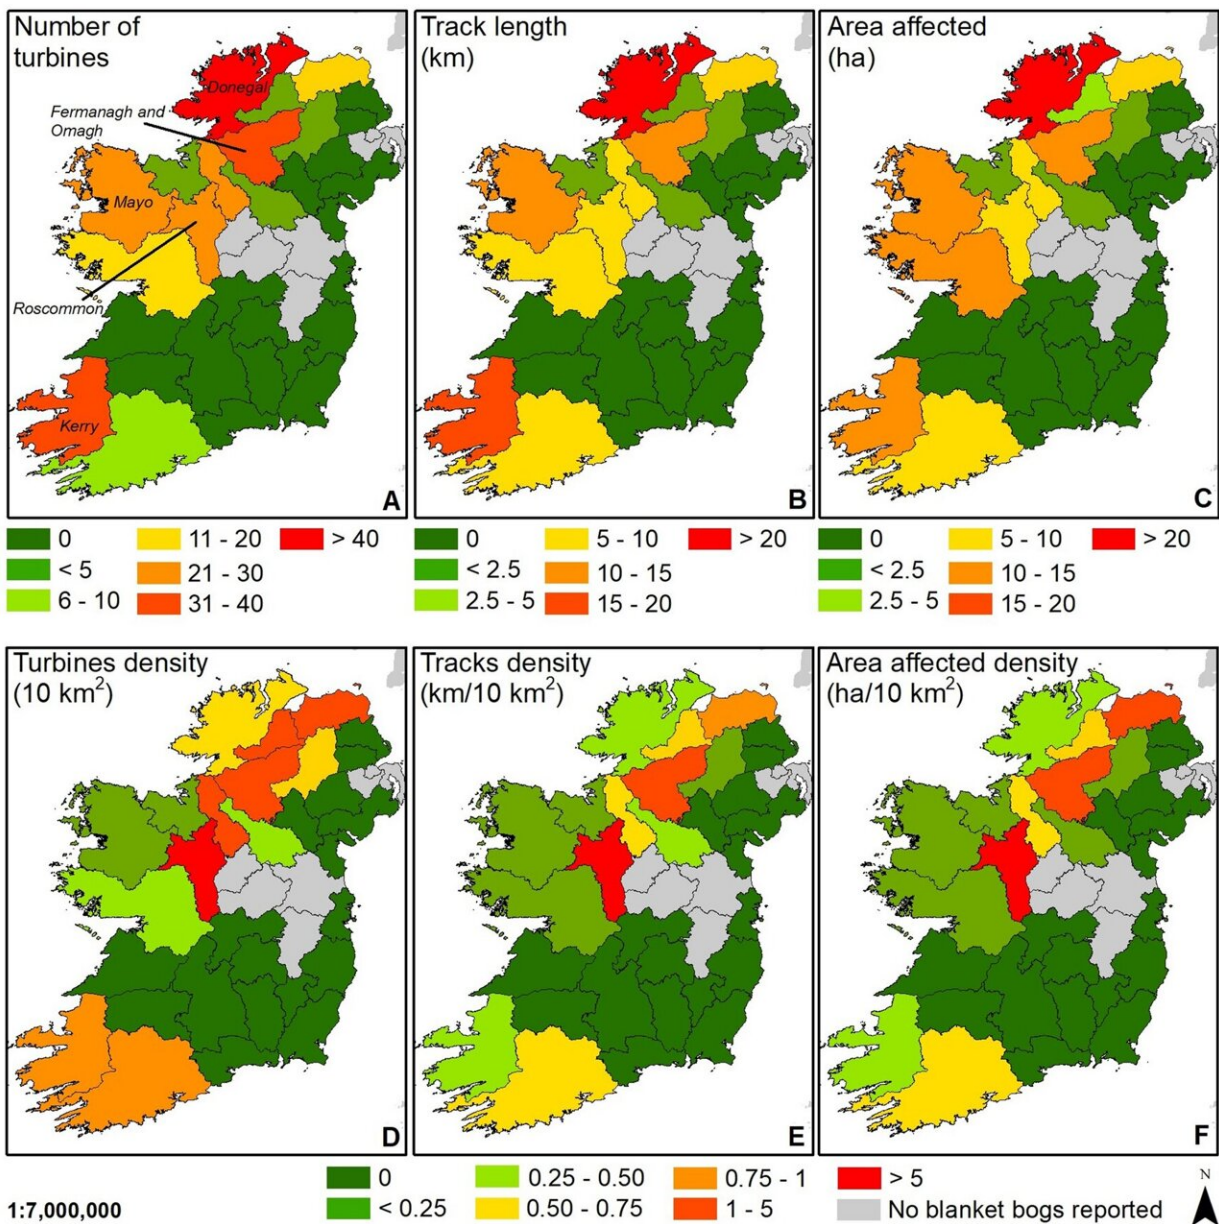 Number of
turbines
Donegal
Fermanagh and
Omagh
Mayo
Roscommon
Kerry
A
Track length
(km)
B
Area affected
(ha)
C
0
< 5
6 - 10
11 - 20
21 - 30
31 - 40
> 40
0
< 2.5
2.5 - 5
5 - 10
10 - 15
15 - 20
> 20
0
< 2.5
2.5 - 5
5 - 10
10 - 15
15 - 20
> 20
Turbines density
(10 km²)
D
Tracks density
(km/10 km²)
E
Area affected density
(ha/10 km²)
F
1:7,000,000
0
< 0.25
0.25 - 0.50
0.50 - 0.75
0.75 - 1
1 - 5
> 5
No blanket bogs reported
N